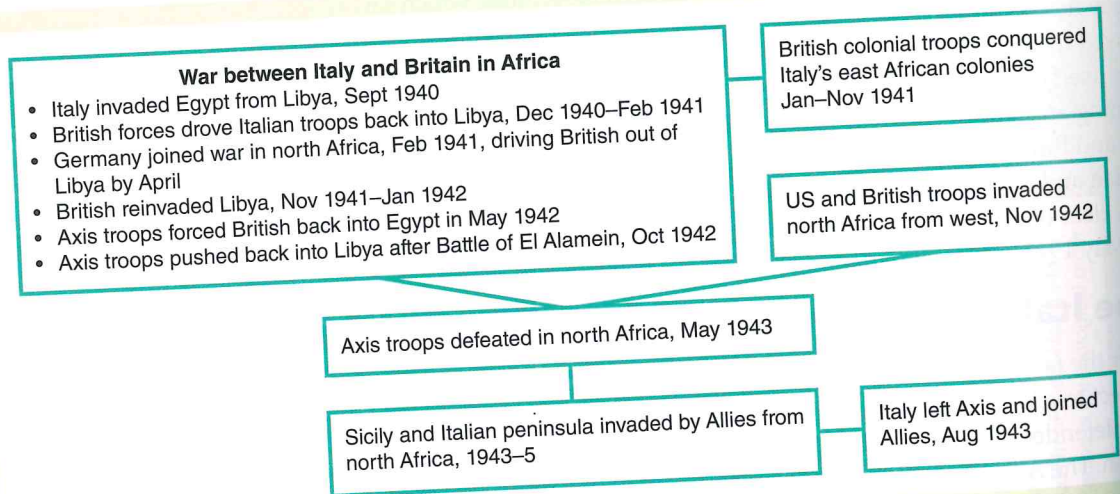 War between Italy and Britain in Africa
• Italy invaded Egypt from Libya, Sept 1940
• British forces drove Italian troops back into Libya, Dec 1940–Feb 1941
• Germany joined war in north Africa, Feb 1941, driving British out of
Libya by April
• British reinvaded Libya, Nov 1941–Jan 1942
• Axis troops forced British back into Egypt in May 1942
• Axis troops pushed back into Libya after Battle of El Alamein, Oct 1942
British colonial troops conquered
Italy's east African colonies
Jan–Nov 1941
US and British troops invaded
north Africa from west, Nov 1942
Axis troops defeated in north Africa, May 1943
Sicily and Italian peninsula invaded by Allies from
north Africa, 1943–5
Italy left Axis and joined
Allies, Aug 1943